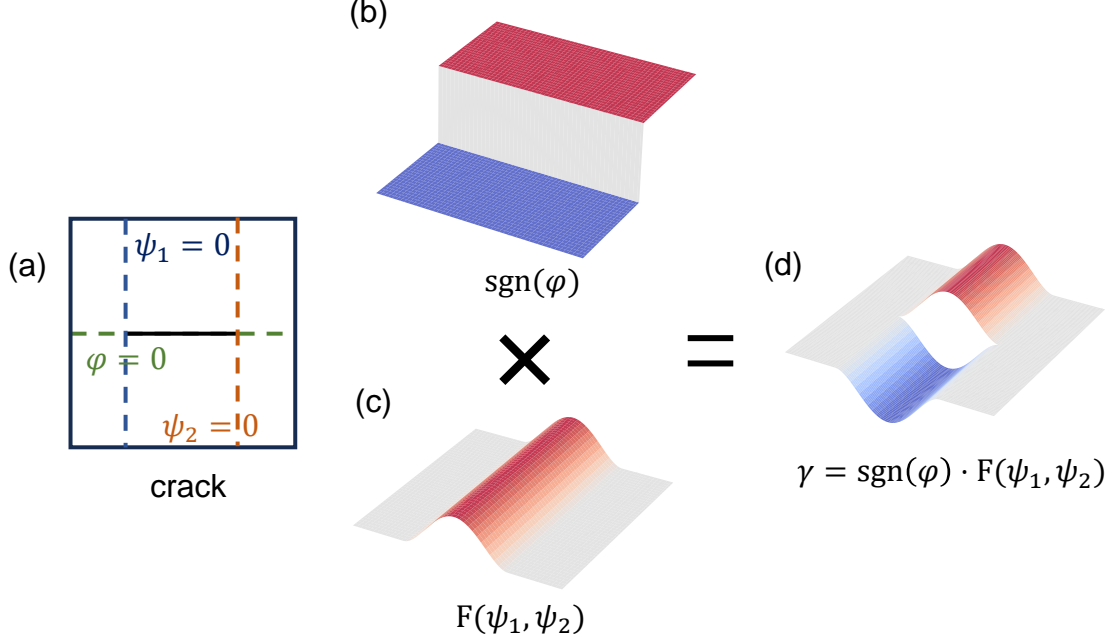 (a)
ψ₁ = 0
φ = 0
ψ₂ = 0
crack
(b)
sgn(φ)
×
(c)
F(ψ₁, ψ₂)
=
(d)
γ = sgn(φ) · F(ψ₁, ψ₂)